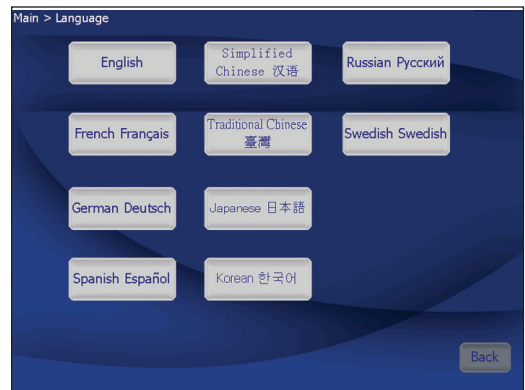 Main > Language
English
Simplified
Chinese 汉语
Russian Русский
French Français
Traditional Chinese
臺灣
Swedish Swedish
German Deutsch
Japanese 日本語
Spanish Español
Korean 한국어
Back